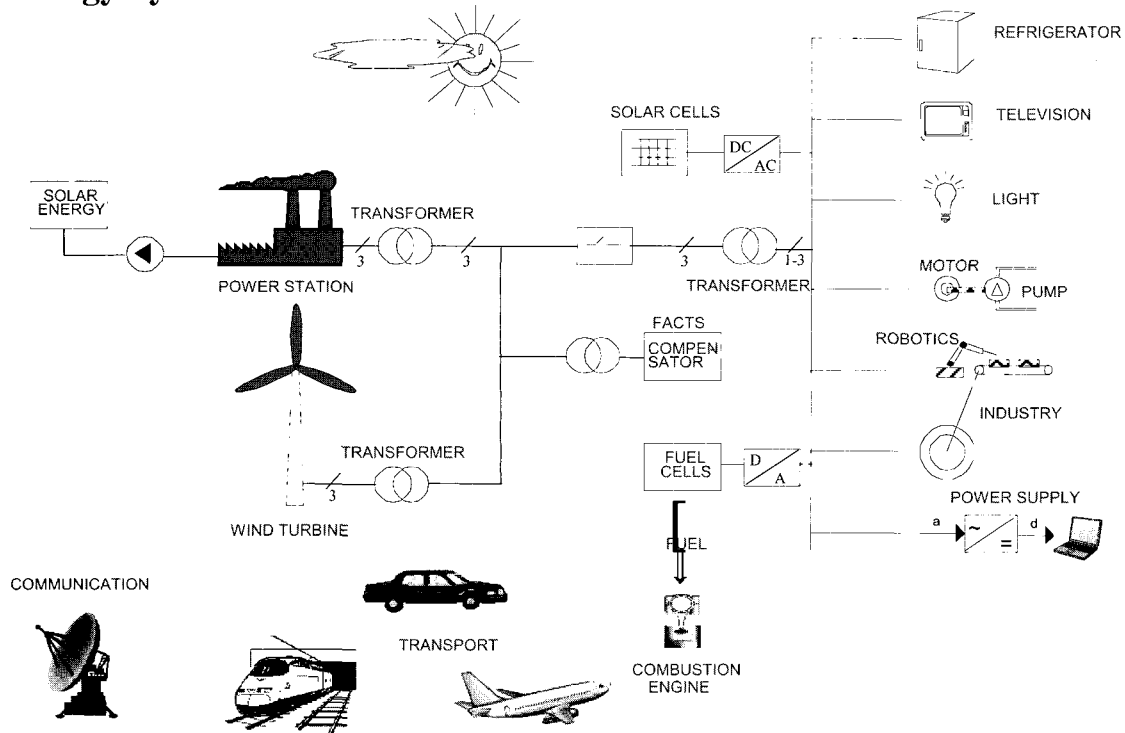 REFRIGERATOR
SOLAR CELLS
TELEVISION
DC
AC
SOLAR
ENERGY
TRANSFORMER
LIGHT
3
3
3
1-3
POWER STATION
TRANSFORMER
MOTOR
PUMP
FACTS
COMPEN
SATOR
ROBOTICS
INDUSTRY
TRANSFORMER
FUEL
CELLS
D
A
3
POWER SUPPLY
WIND TURBINE
a
~
=
d
FUEL
COMMUNICATION
TRANSPORT
COMBUSTION
ENGINE